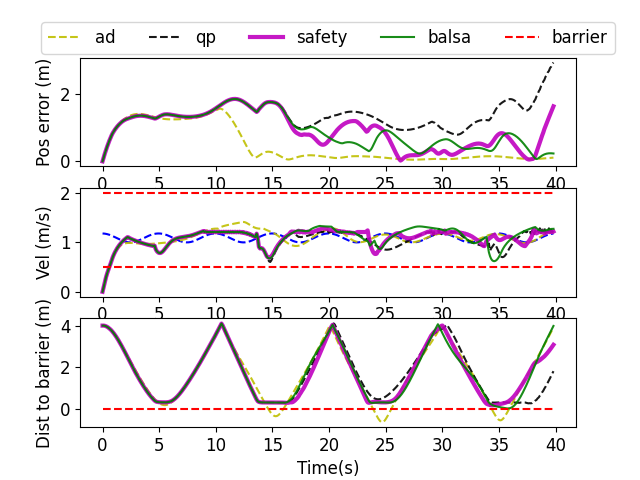 ad qp safety balsa barrier
Pos error (m)
2
0
0 5 10 15 20 25 30 35 40
Vel (m/s)
2
1
0
0 5 10 15 20 25 30 35 40
Dist to barrier (m)
4
2
0
0 5 10 15 20 25 30 35 40
Time(s)